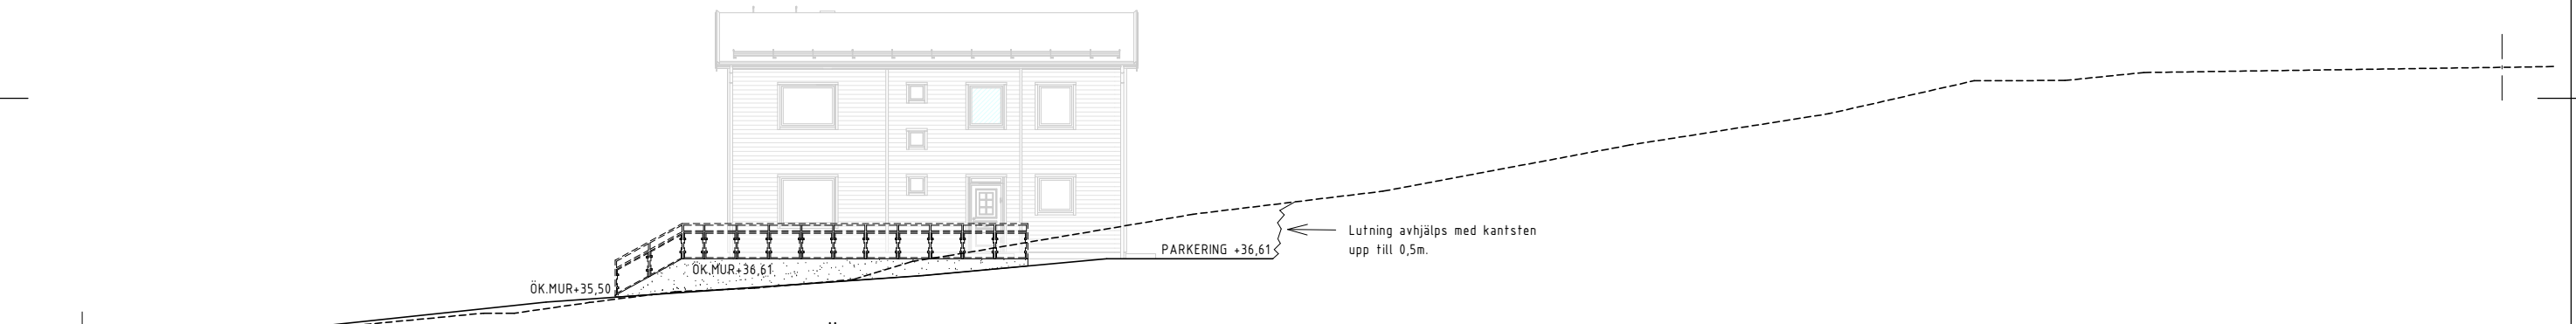 Lutning avhjälps med kantsten
upp till 0,5m.
PARKERING +36,61
ÖK.MUR+36,61
ÖK.MUR+35,50